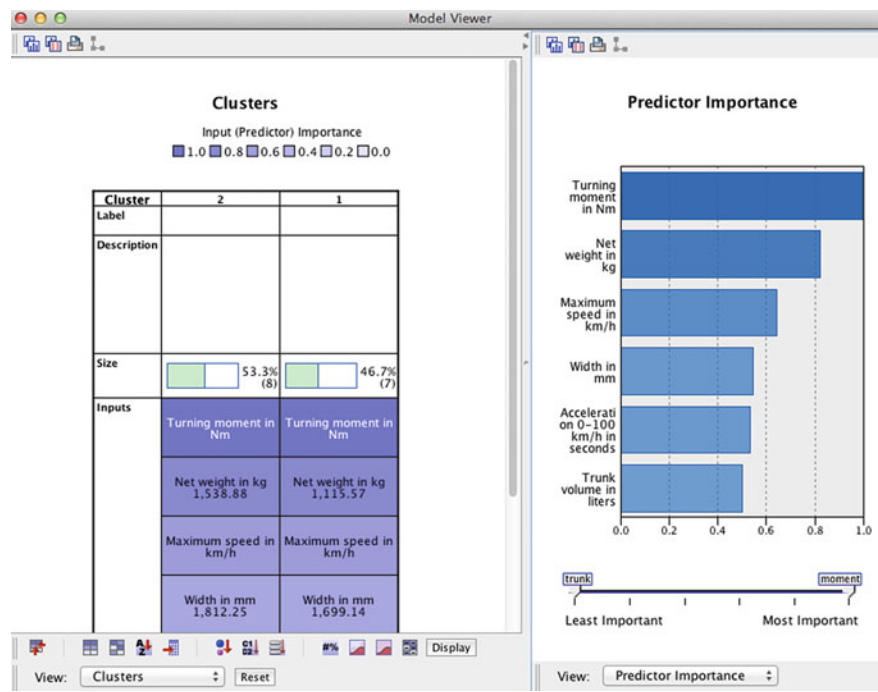 Model Viewer
Clusters
Input (Predictor) Importance
1.0 0.8 0.6 0.4 0.2 0.0
Cluster 2 1
Label
Description
Size 53.3% (8) 46.7% (7)
Inputs
Turning moment in Nm Turning moment in Nm
Net weight in kg 1,538.88 Net weight in kg 1,115.57
Maximum speed in km/h Maximum speed in km/h
Width in mm 1,812.25 Width in mm 1,699.14
A Z C1 C2 #% Display
View: Clusters Reset
Predictor Importance
Turning
moment
in Nm
Net
weight in
kg
Maximum
speed in
km/h
Width in
mm
Accelerati
on 0-100
km/h in
seconds
Trunk
volume in
liters
0.0 0.2 0.4 0.6 0.8 1.0
trunk moment
Least Important Most Important
View: Predictor Importance